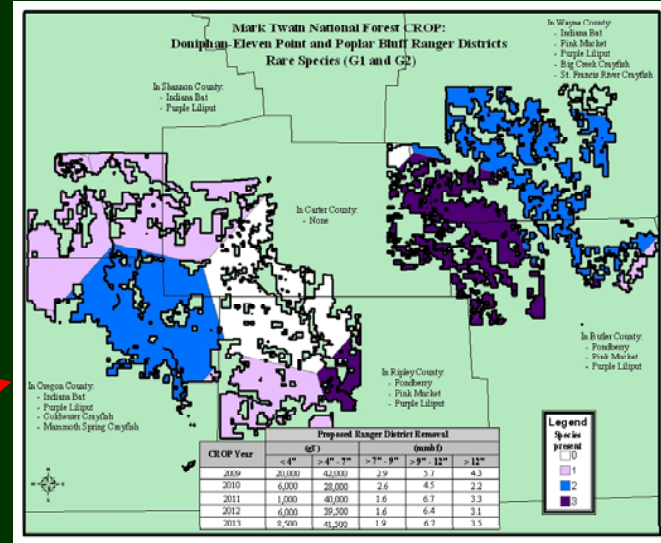 Mark Twain National Forest CROP:
Doniphan-Eleven Point and Poplar Bluff Ranger Districts
Rare Species (G1 and G2)
In Wayne County:
- Indiana Bat
- Pink Mucket
- Purple Liliput
- Big Creek Crayfish
- St. Francis River Crayfish
In Shannon County:
- Indiana Bat
- Purple Liliput
In Carter County:
- None
In Butler County:
- Pondberry
- Pink Mucket
- Purple Liliput
In Oregon County:
- Indiana Bat
- Purple Liliput
- Coldwater Crayfish
- Mammoth Spring Crayfish
In Ripley County:
- Pondberry
- Pink Mucket
- Purple Liliput
Legend
Species
present
0
1
2
3
Proposed Ranger District Removal
CROP Year (gT) (mmbf)
<4" >4" - 7" >7" - 9" >9" - 12" >12"
2009 20,000 42,000 2.9 5.7 4.3
2010 6,000 28,000 2.6 4.5 2.2
2011 1,000 40,000 1.6 6.7 3.3
2012 6,000 39,500 1.6 6.4 3.1
2013 8,500 41,500 1.9 6.7 3.5